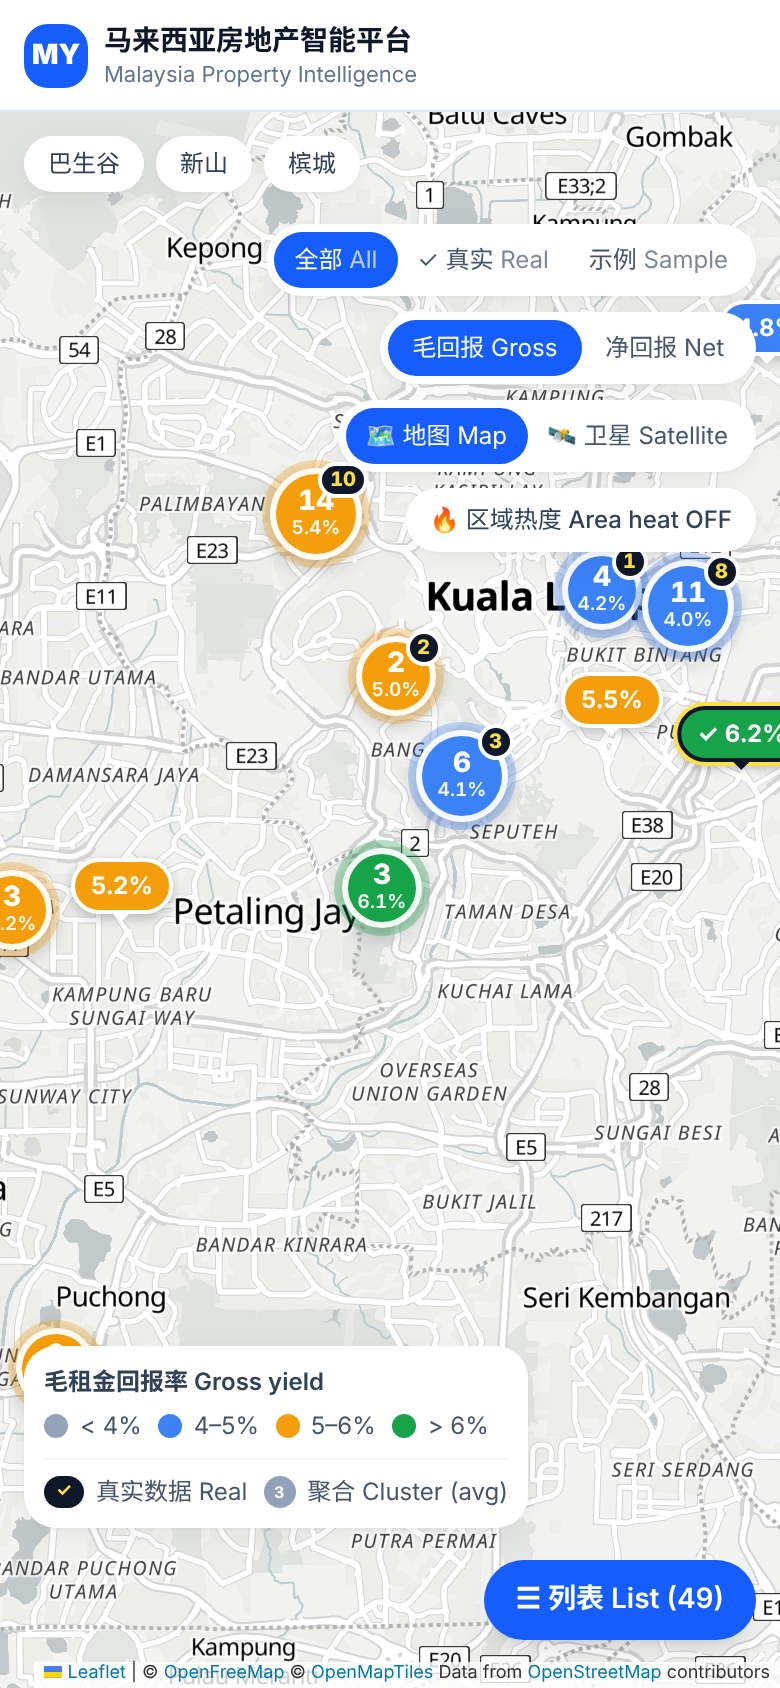 MY
马来西亚房地产智能平台
Malaysia Property Intelligence
Batu Caves
Gombak
巴生谷
新山
槟城
E33;2
1
Kampung
Kepong
全部 All
✓ 真实 Real
示例 Sample
28
54
毛回报 Gross
净回报 Net
KAMPUNG
E1
🗺️ 地图 Map
🛰️ 卫星 Satellite
10
14
5.4%
PALIMBAYAN
🔥 区域热度 Area heat OFF
E23
E11
Kuala L
1
4
4.2%
8
11
4.0%
BUKIT BINTANG
BANDAR UTAMA
2
2
5.0%
5.5%
✓ 6.2%
BANG
3
6
4.1%
E23
DAMANSARA JAYA
SEPUTEH
E38
2
E20
3
6.1%
5.2%
3
.2%
Petaling Jay
TAMAN DESA
KAMPUNG BARU
SUNGAI WAY
KUCHAI LAMA
OVERSEAS
UNION GARDEN
28
SUNWAY CITY
SUNGAI BESI
E5
E5
BUKIT JALIL
217
BANDAR KINRARA
Puchong
Seri Kembangan
毛租金回报率 Gross yield
< 4%
4–5%
5–6%
> 6%
✓ 真实数据 Real
3 聚合 Cluster (avg)
SERI SERDANG
PUTRA PERMAI
BANDAR PUCHONG
UTAMA
☰ 列表 List (49)
Kampung
E20
Leaflet | © OpenFreeMap © OpenMapTiles Data from OpenStreetMap contributors